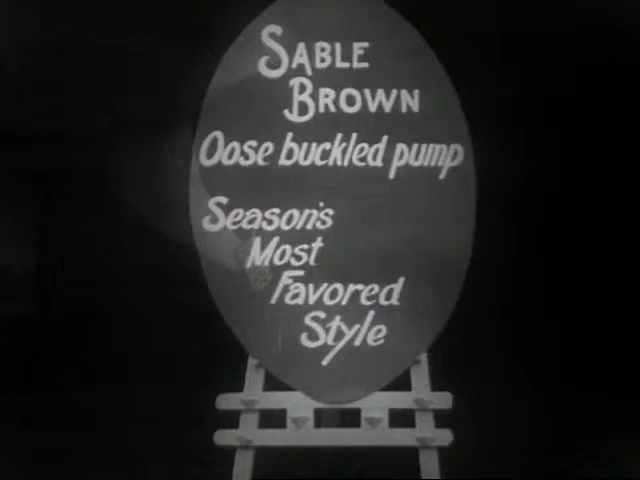 SABLE
BROWN
Oose buckled pump
Season's
Most
Favored
Style